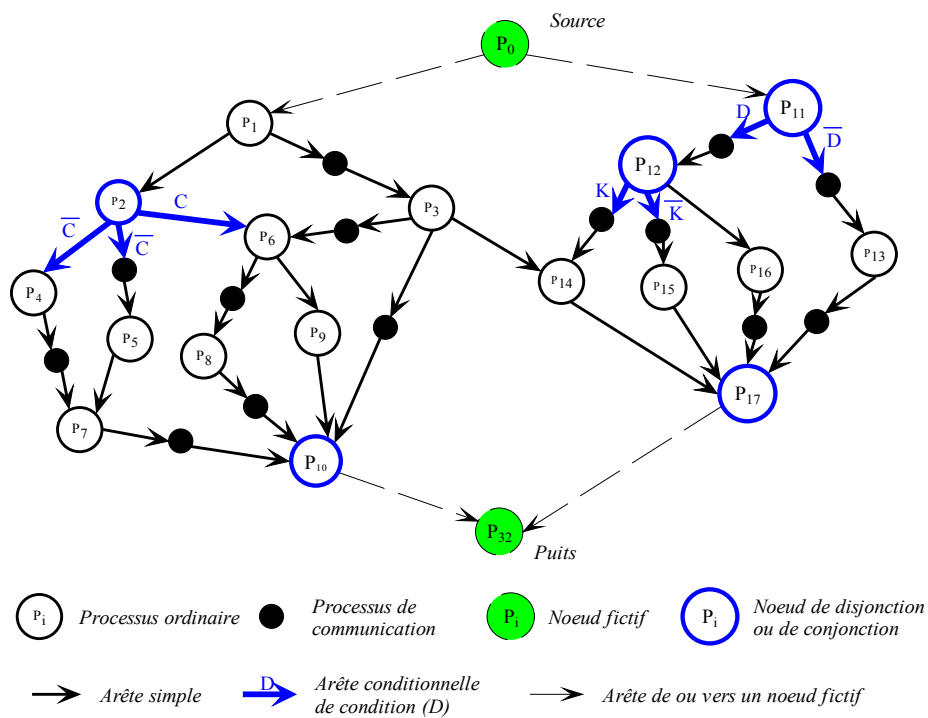 Source
P0
P11
D
D̅
P1
P12
K
K̅
P2
C
P3
C̅
C̅
P6
P13
P14
P16
P15
P4
P5
P9
P8
P17
P7
P10
P32
Puits
Pi Processus ordinaire
Processus de
communication
Pi Noeud fictif
Pi Noeud de disjonction
ou de conjonction
Arête simple
D Arête conditionnelle
de condition (D)
Arête de ou vers un noeud fictif